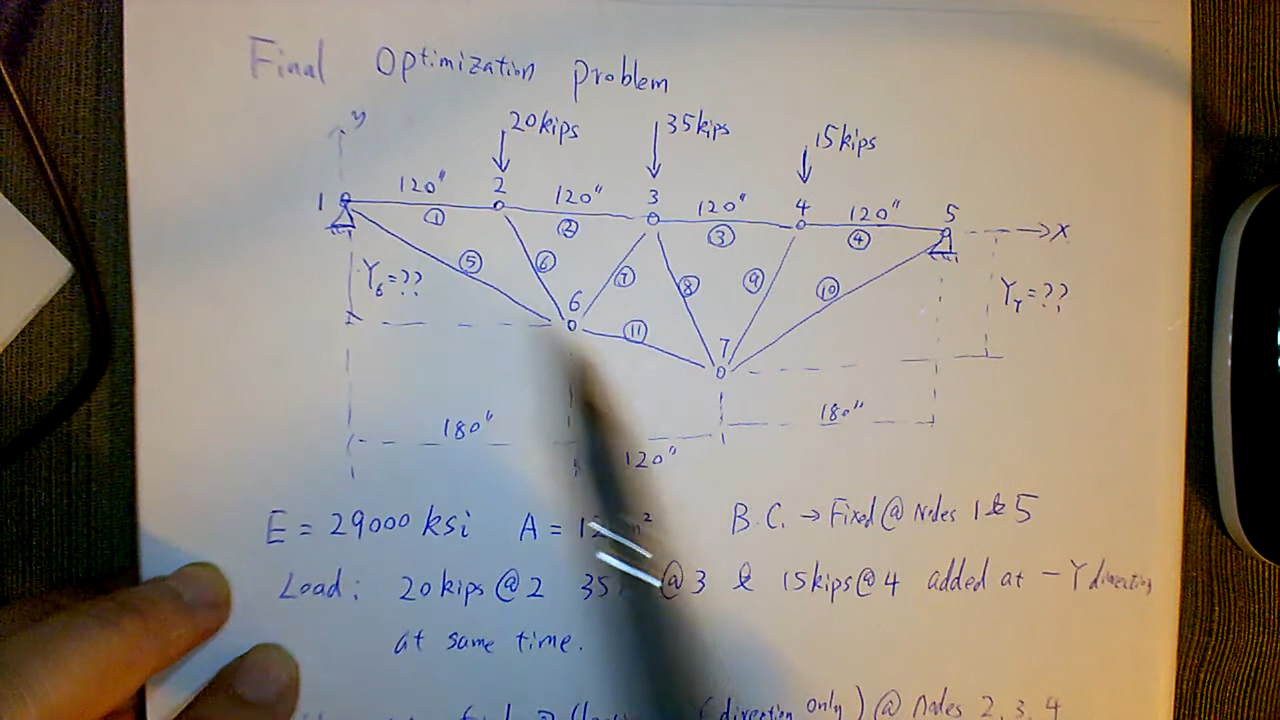 Final Optimization problem
y
20kips 35kips 15kips
1 120" 2 120" 3 120" 4 120" 5 X
① ② ③ ④
⑤ ⑥ ⑦ ⑧ ⑨ ⑩
Y6=?? 6 ⑪ 7 Y7=??
180" 120" 180"
E = 29000 ksi A = B.C. → Fixed @ Nodes 1 & 5
Load: 20kips @ 2 35 @ 3 & 15kips @ 4 added at -Y direction
at same time.
(direction only) @ Nodes 2, 3, 4